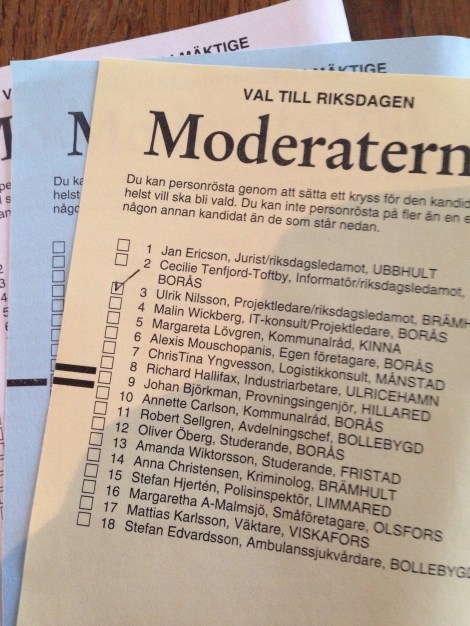 MÄKTIGE
MÄKTIGE
VAL TILL RIKSDAGEN
Moderatern
Du kan personrösta genom att sätta ett kryss för den kandid
helst vill ska bli vald. Du kan inte personrösta på fler än en e
någon annan kandidat än de som står nedan.
1 Jan Ericson, Jurist/riksdagsledamot, UBBHULT
2 Cecilie Tenfjord-Toftby, Informatör/riksdagsledamot,
BORÅS
3 Ulrik Nilsson, Projektledare/riksdagsledamot, BRÄMH
4 Malin Wickberg, IT-konsult/Projektledare, BORÅS
5 Margareta Lövgren, Kommunalråd, KINNA
6 Alexis Mouschopanis, Egen företagare, BORÅS
7 ChrisTina Yngvesson, Logistikkonsult, MÅNSTAD
8 Richard Hallifax, Industriarbetare, ULRICEHAMN
9 Johan Björkman, Provningsingenjör, HILLARED
10 Annette Carlson, Kommunalråd, BORÅS
11 Robert Sellgren, Avdelningschef, BOLLEBYGD
12 Oliver Öberg, Studerande, BORÅS
13 Amanda Wiktorsson, Studerande, FRISTAD
14 Anna Christensen, Kriminolog, BRÄMHULT
15 Stefan Hjertén, Polisinspektör, LIMMARED
16 Margaretha A-Malmsjö, Småföretagare, OLSFORS
17 Mattias Karlsson, Väktare, VISKAFORS
18 Stefan Edvardsson, Ambulanssjukvårdare, BOLLEBYGD
V
M
Du ka
helst
någon